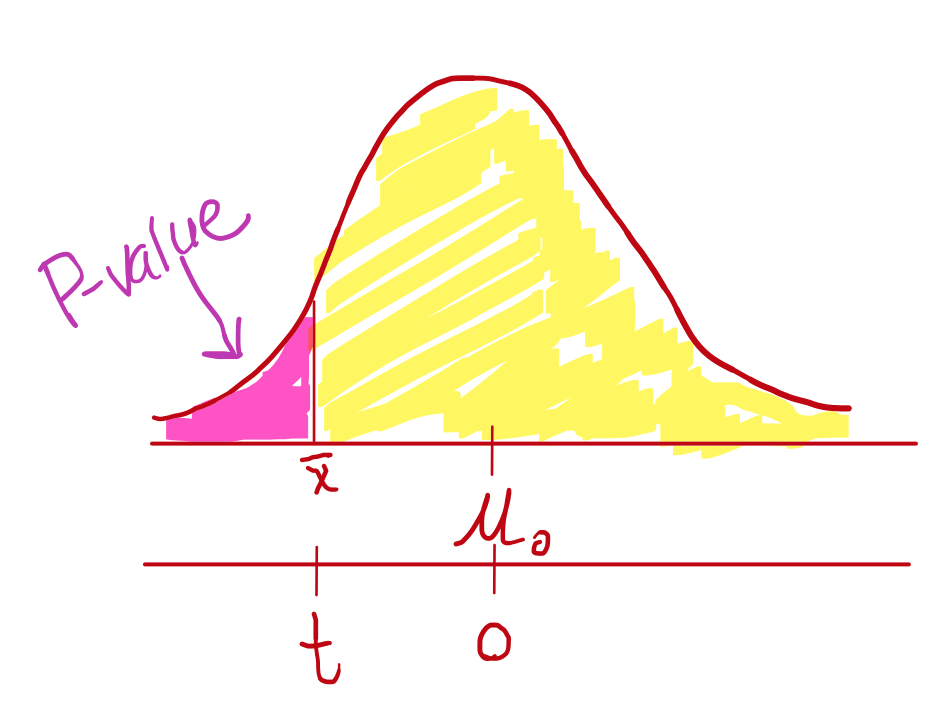 P-value
x̅
μ₀
t 0